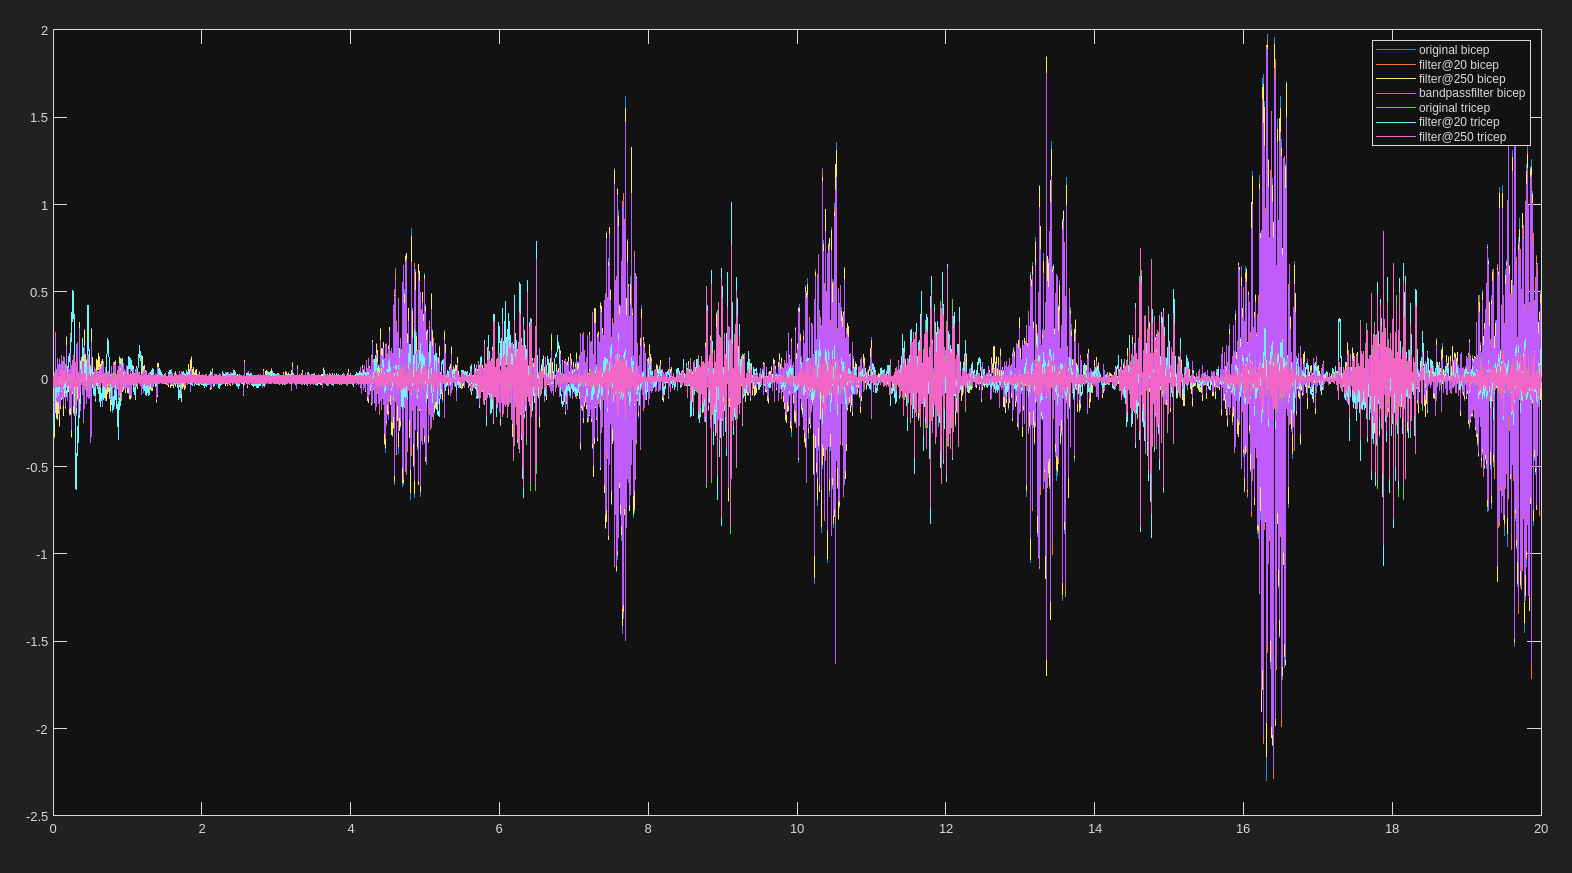 2
1.5
1
0.5
0
-0.5
-1
-1.5
-2
-2.5
0 2 4 6 8 10 12 14 16 18 20
original bicep
filter@20 bicep
filter@250 bicep
bandpassfilter bicep
original tricep
filter@20 tricep
filter@250 tricep